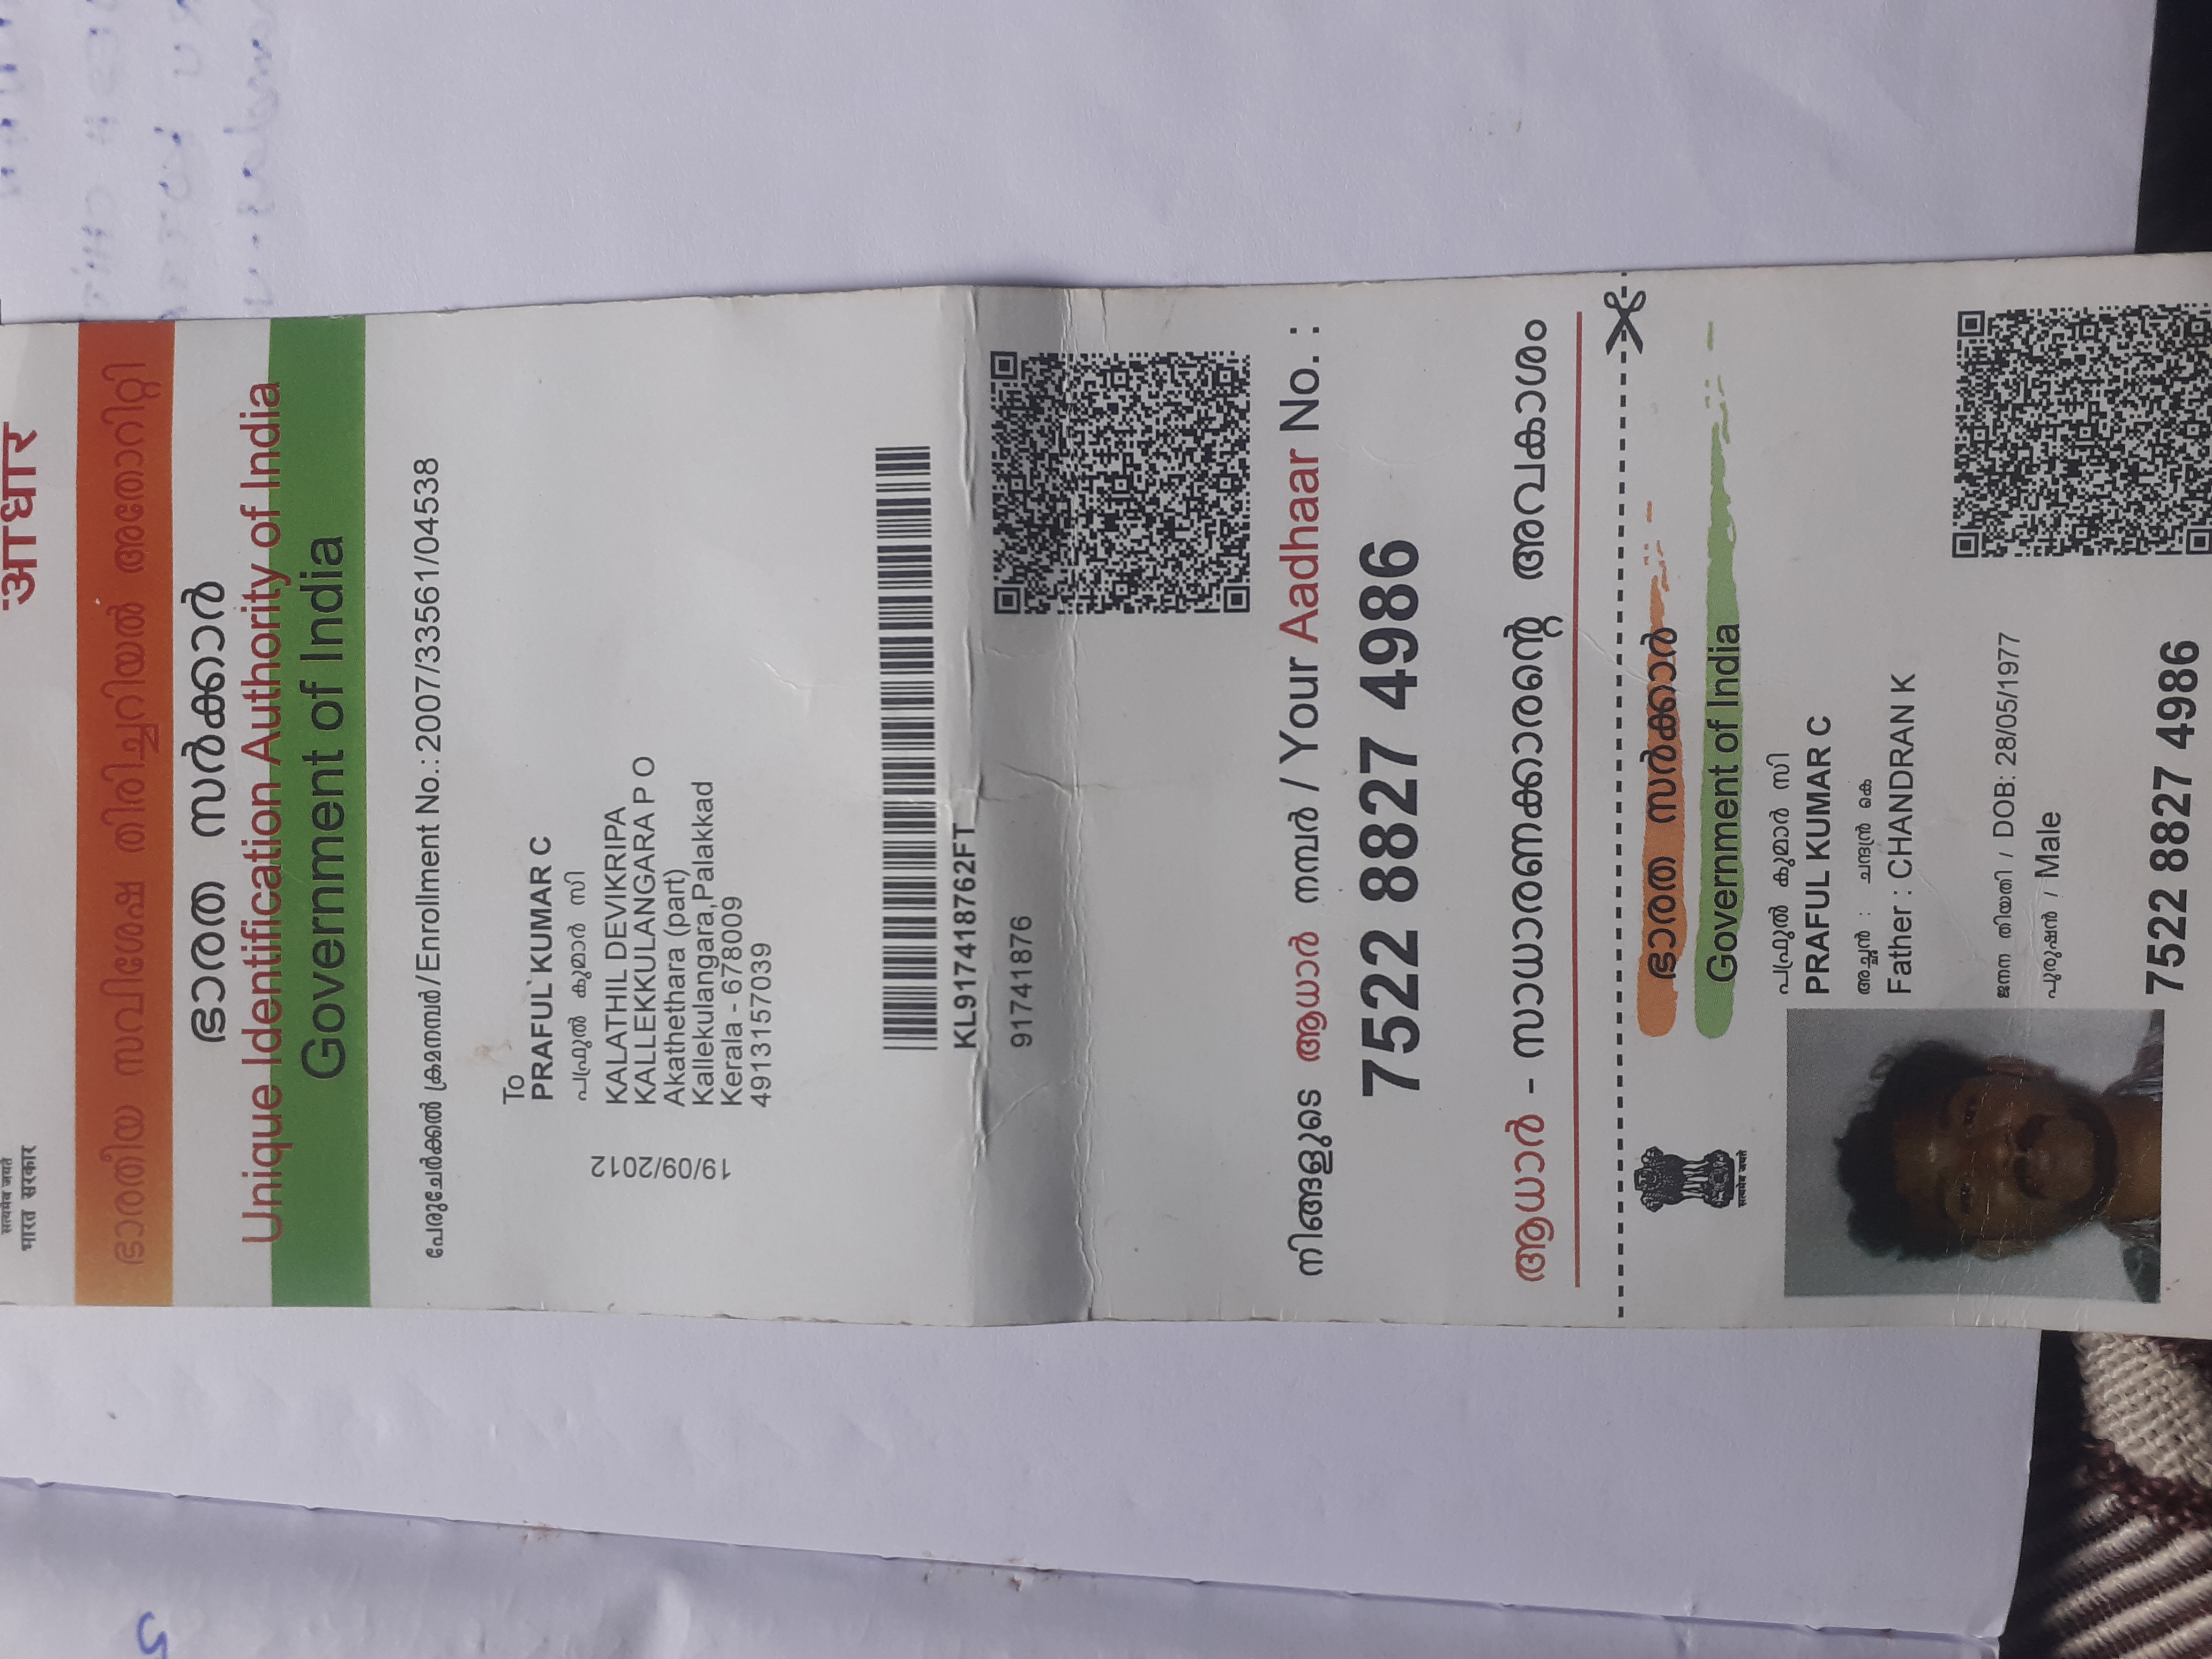 सत्यमेव जयते
भारत सरकार
आधार
ഭാരതീയ സവിശേഷ തിരിച്ചറിയൽ അതോറിറ്റി
ഭാരത സർക്കാർ
Unique Identification Authority of India
Government of India
പേരുചേർക്കൽ ക്രമനമ്പർ / Enrollment No.: 2007/33561/04538
To
PRAFUL KUMAR C
പ്രഫുൽ കുമാർ സി
KALATHIL DEVIKRIPA
KALLEKKULANGARA P O
Akathethara (part)
Kallekulangara,Palakkad
Kerala - 678009
4913157039
19/09/2012
KL917418762FT
91741876
നിങ്ങളുടെ ആധാർ നമ്പർ / Your Aadhaar No. :
7522 8827 4986
ആധാർ - സാധാരണക്കാരന്റെ അവകാശം
ഭാരത സർക്കാർ
Government of India
सत्यमेव जयते
പ്രഫുൽ കുമാർ സി
PRAFUL KUMAR C
അച്ഛൻ : ചന്ദ്രൻ കെ
Father : CHANDRAN K
ജനന തിയതി / DOB: 28/05/1977
പുരുഷൻ / Male
7522 8827 4986